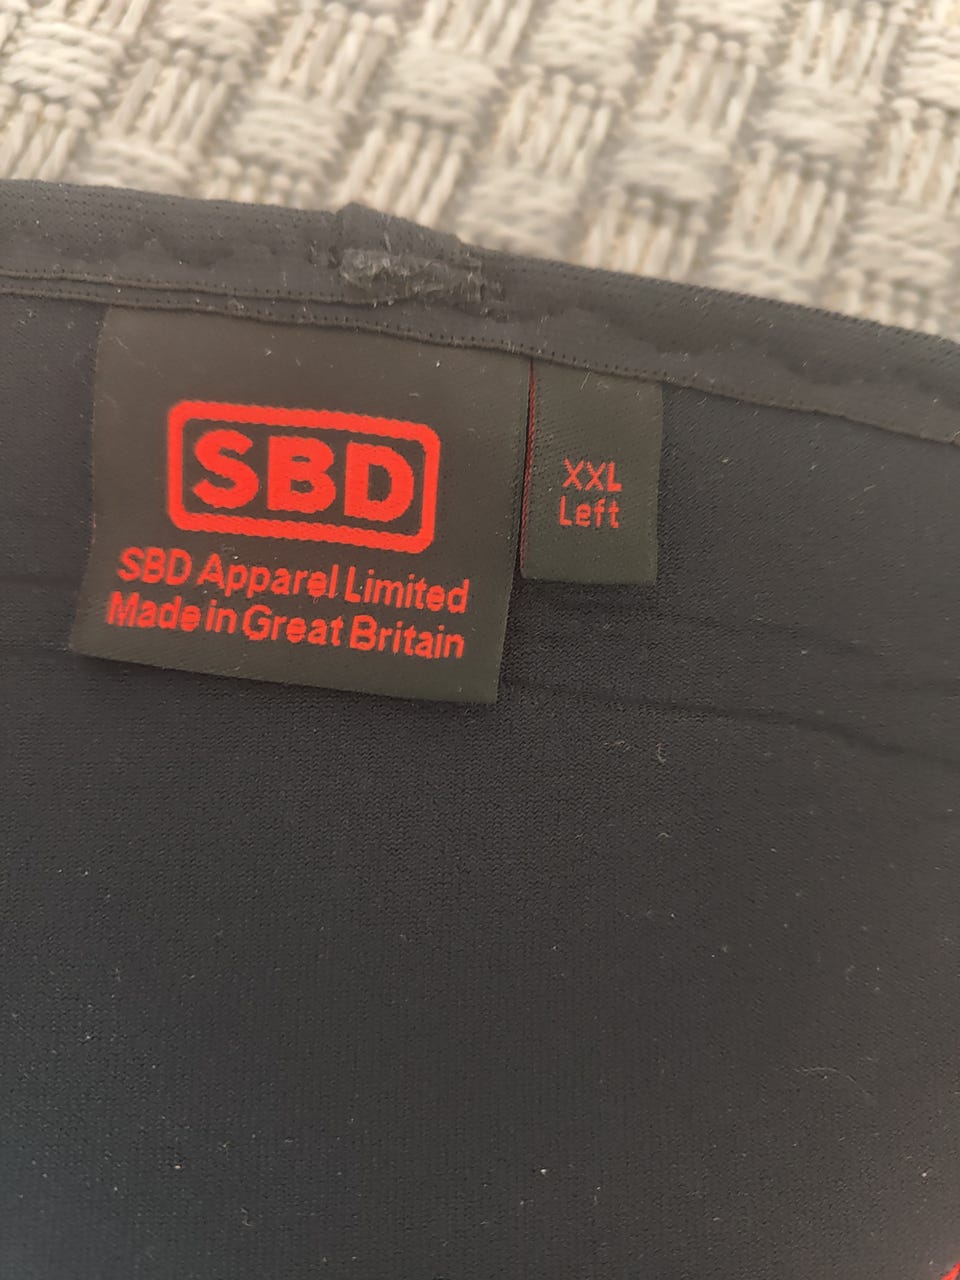 SBD
SBD Apparel Limited
Made in Great Britain
XXL
Left